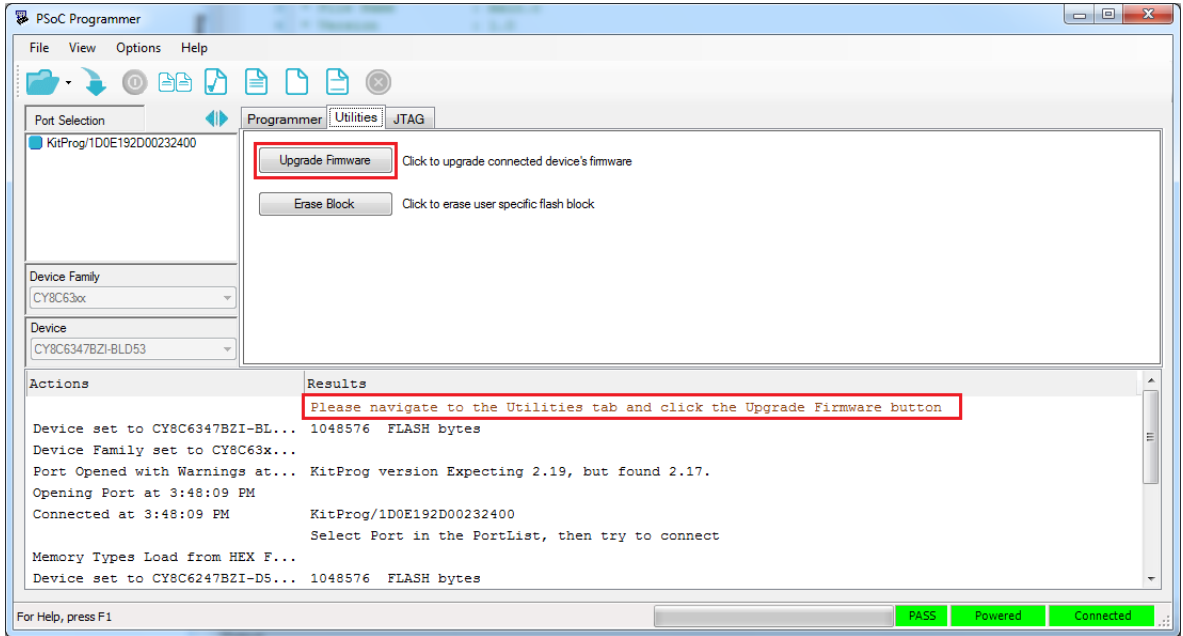 PSoC Programmer
File View Options Help
Port Selection
Programmer Utilities JTAG
KitProg/1D0E192D00232400
Upgrade Firmware Click to upgrade connected device's firmware
Erase Block Click to erase user specific flash block
Device Family
CY8C63xx
Device
CY8C6347BZI-BLD53
Actions Results
Please navigate to the Utilities tab and click the Upgrade Firmware button
Device set to CY8C6347BZI-BL... 1048576 FLASH bytes
Device Family set to CY8C63x...
Port Opened with Warnings at... KitProg version Expecting 2.19, but found 2.17.
Opening Port at 3:48:09 PM
Connected at 3:48:09 PM KitProg/1D0E192D00232400
Select Port in the PortList, then try to connect
Memory Types Load from HEX F...
Device set to CY8C6247BZI-D5... 1048576 FLASH bytes
For Help, press F1 PASS Powered Connected